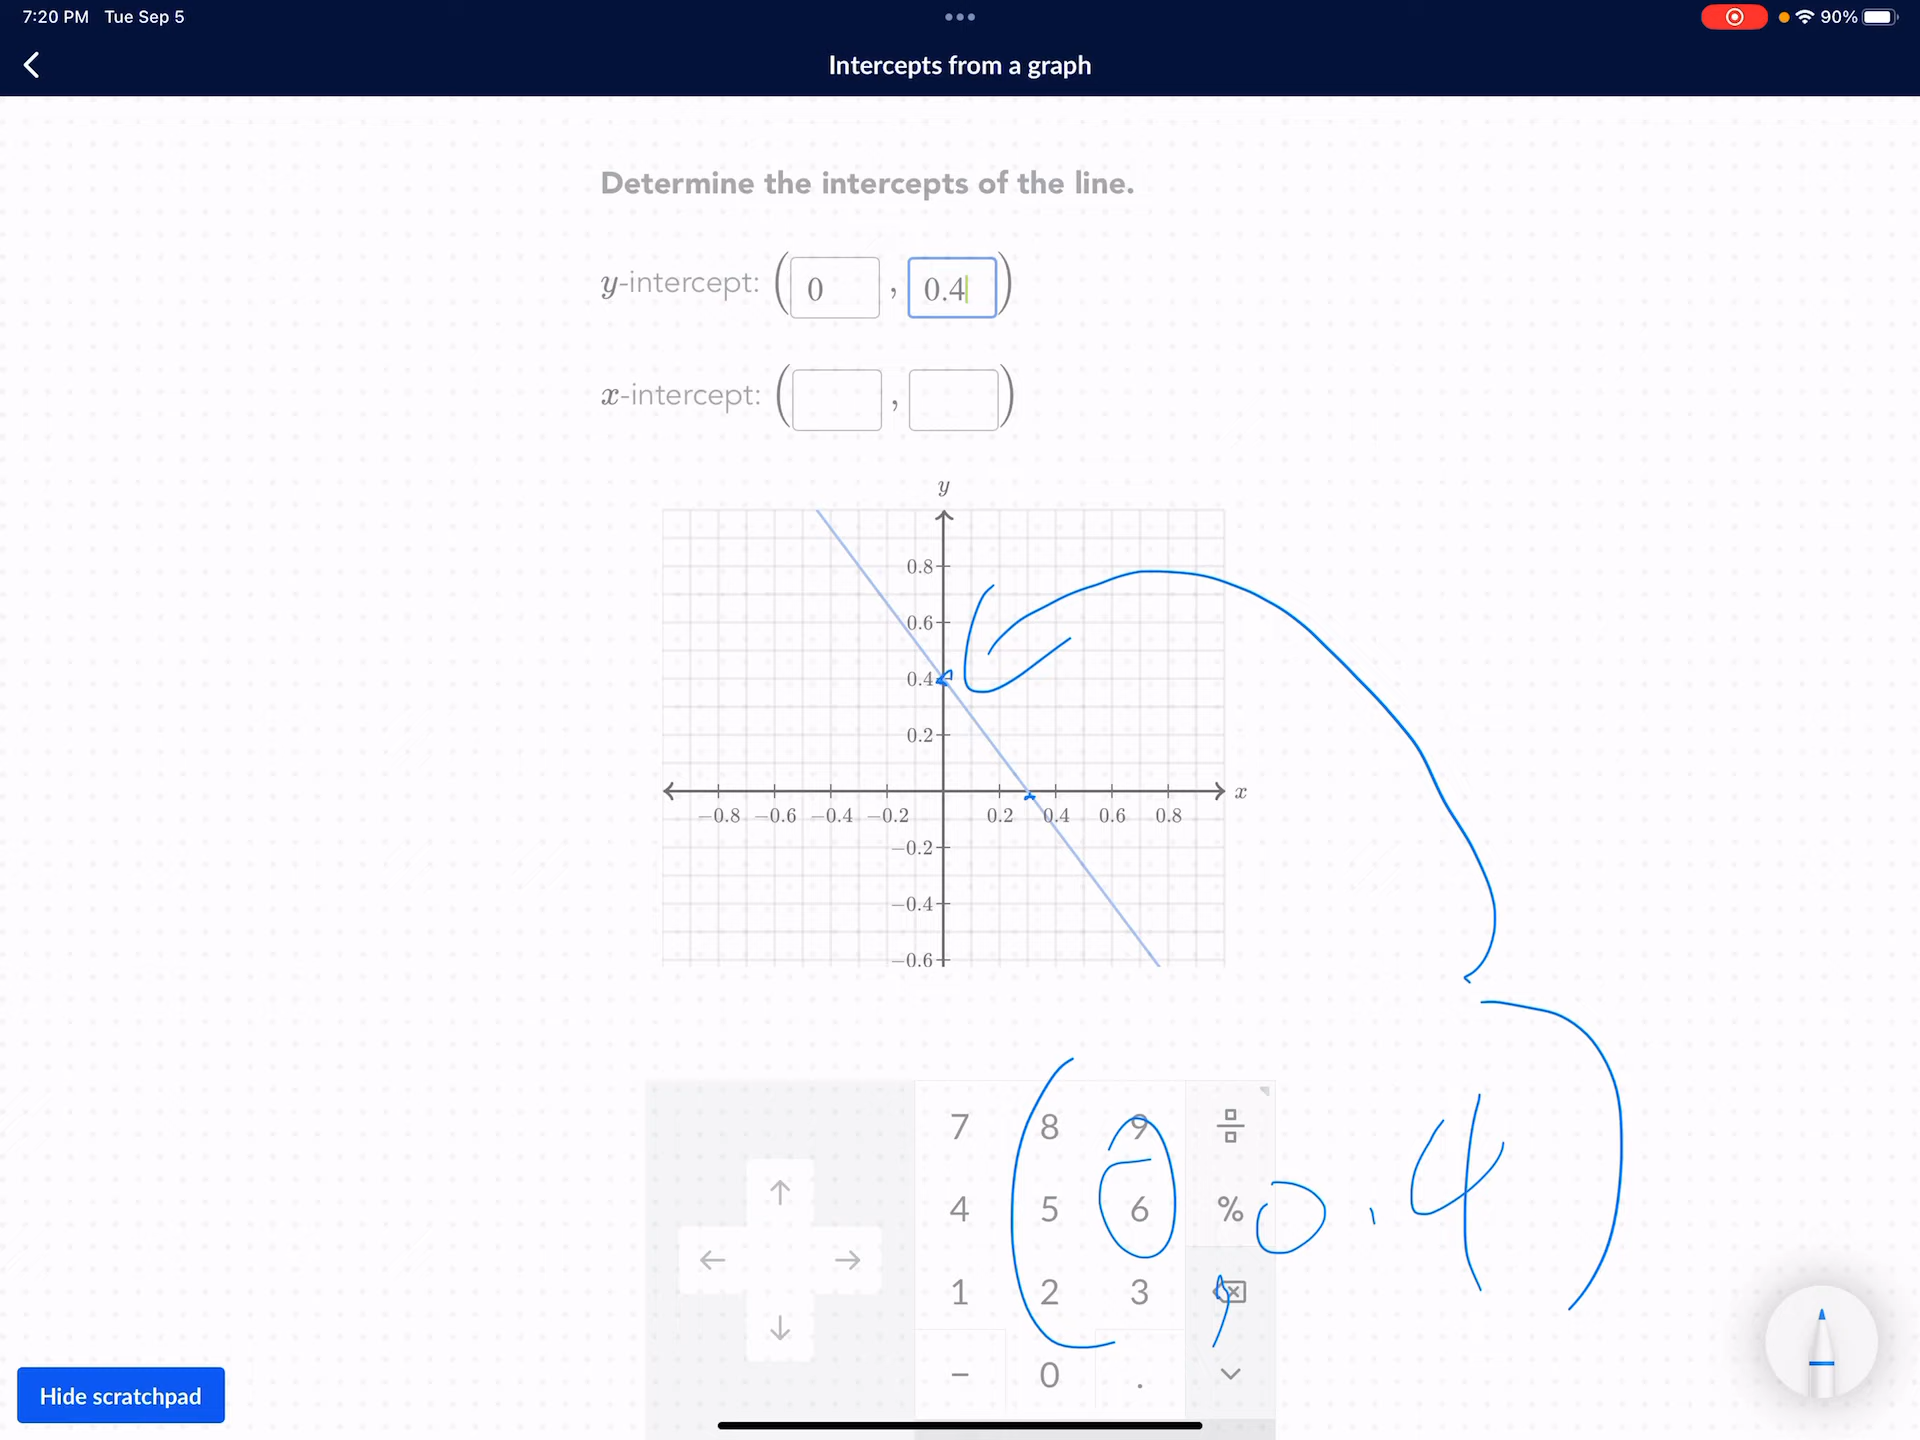 7:20 PM Tue Sep 5
90%
Intercepts from a graph
Determine the intercepts of the line.
y-intercept: ( 0 , 0.4 )
x-intercept: ( , )
y
0.8
0.6
0.4
0.2
x
−0.8 −0.6 −0.4 −0.2 0.2 0.4 0.6 0.8
−0.2
−0.4
−0.6
(0, 0.4)
7 8 9
4 5 6 %
1 2 3
− 0 .
Hide scratchpad